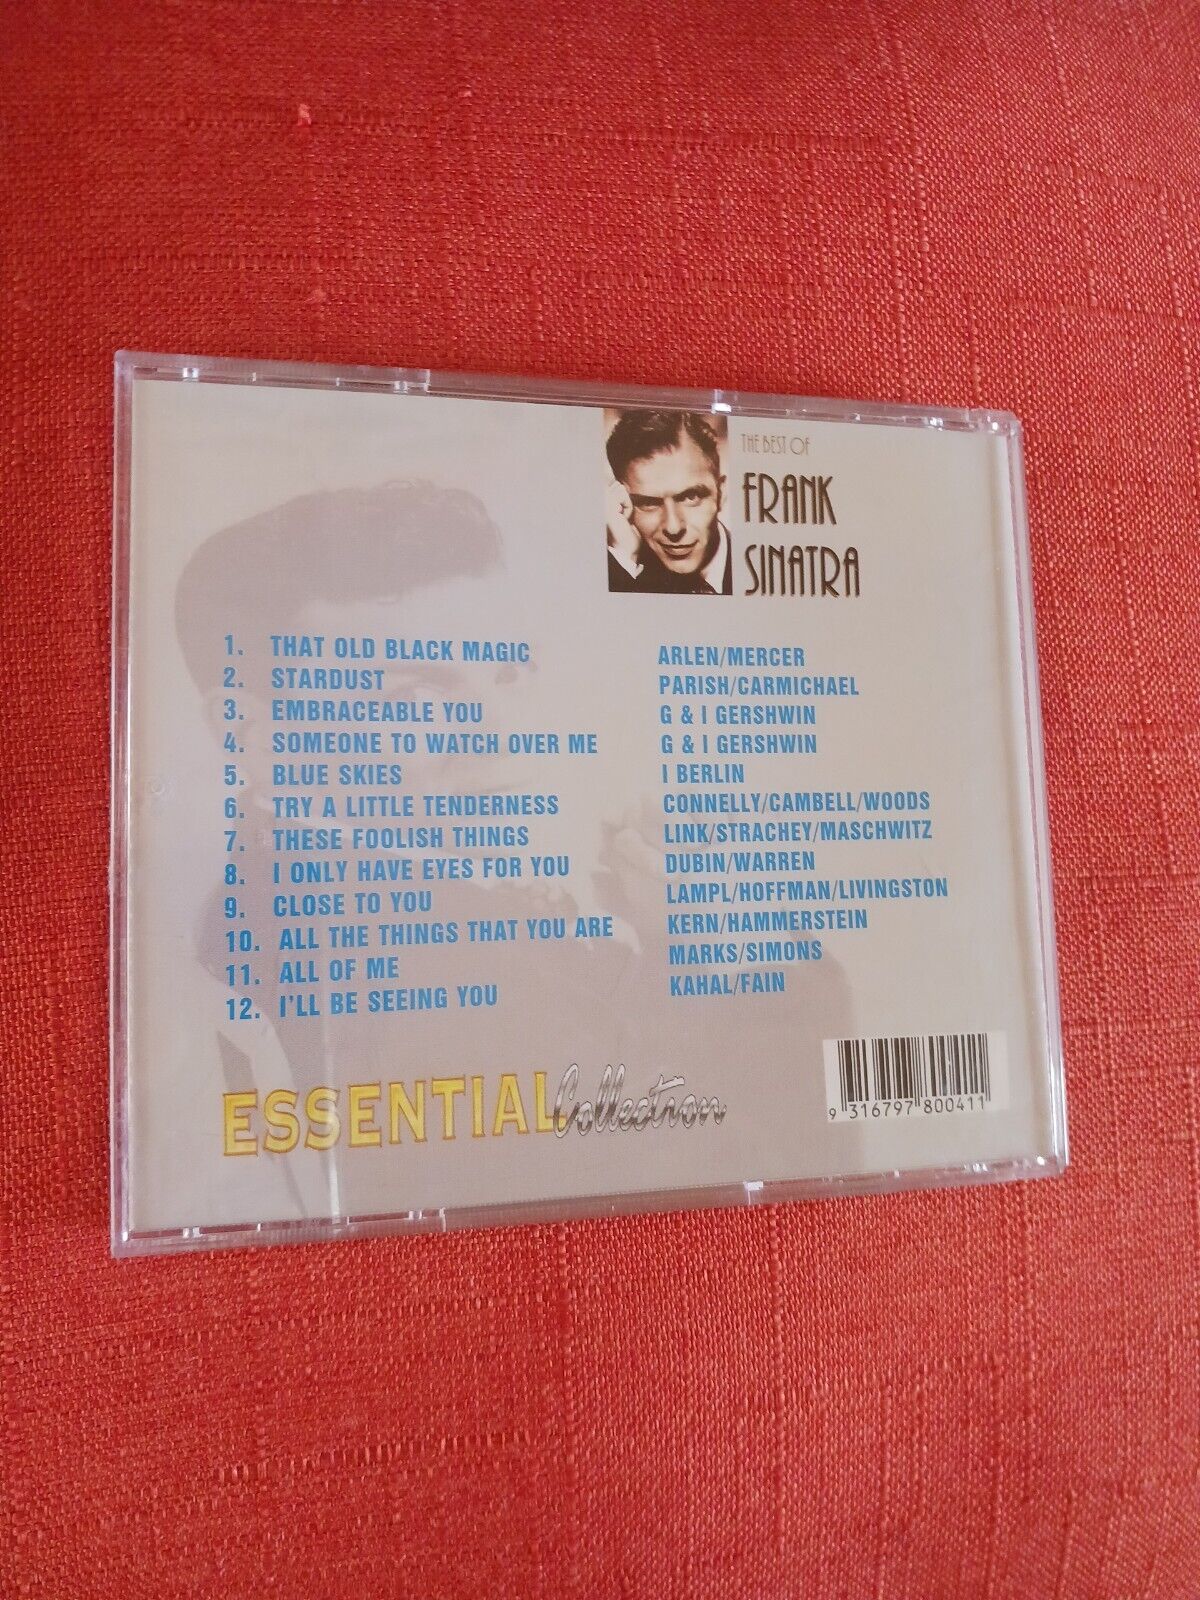 THE BEST OF
FRANK
SINATRA
1. THAT OLD BLACK MAGIC ARLEN/MERCER
2. STARDUST PARISH/CARMICHAEL
3. EMBRACEABLE YOU G & I GERSHWIN
4. SOMEONE TO WATCH OVER ME G & I GERSHWIN
5. BLUE SKIES I BERLIN
6. TRY A LITTLE TENDERNESS CONNELLY/CAMBELL/WOODS
7. THESE FOOLISH THINGS LINK/STRACHEY/MASCHWITZ
8. I ONLY HAVE EYES FOR YOU DUBIN/WARREN
9. CLOSE TO YOU LAMPL/HOFFMAN/LIVINGSTON
10. ALL THE THINGS THAT YOU ARE KERN/HAMMERSTEIN
11. ALL OF ME MARKS/SIMONS
12. I'LL BE SEEING YOU KAHAL/FAIN
ESSENTIAL Collection
9 316797 800411